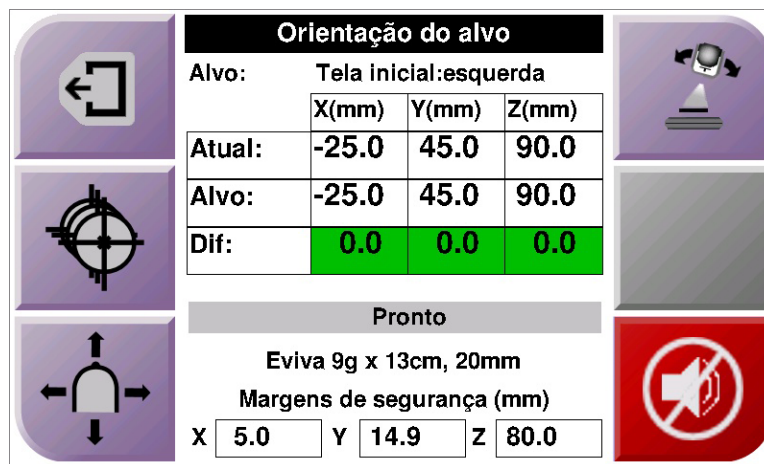 Orientação do alvo
Alvo: Tela inicial:esquerda
X(mm) Y(mm) Z(mm)
Atual: -25.0 45.0 90.0
Alvo: -25.0 45.0 90.0
Dif: 0.0 0.0 0.0
Pronto
Eviva 9g x 13cm, 20mm
Margens de segurança (mm)
X 5.0 Y 14.9 Z 80.0